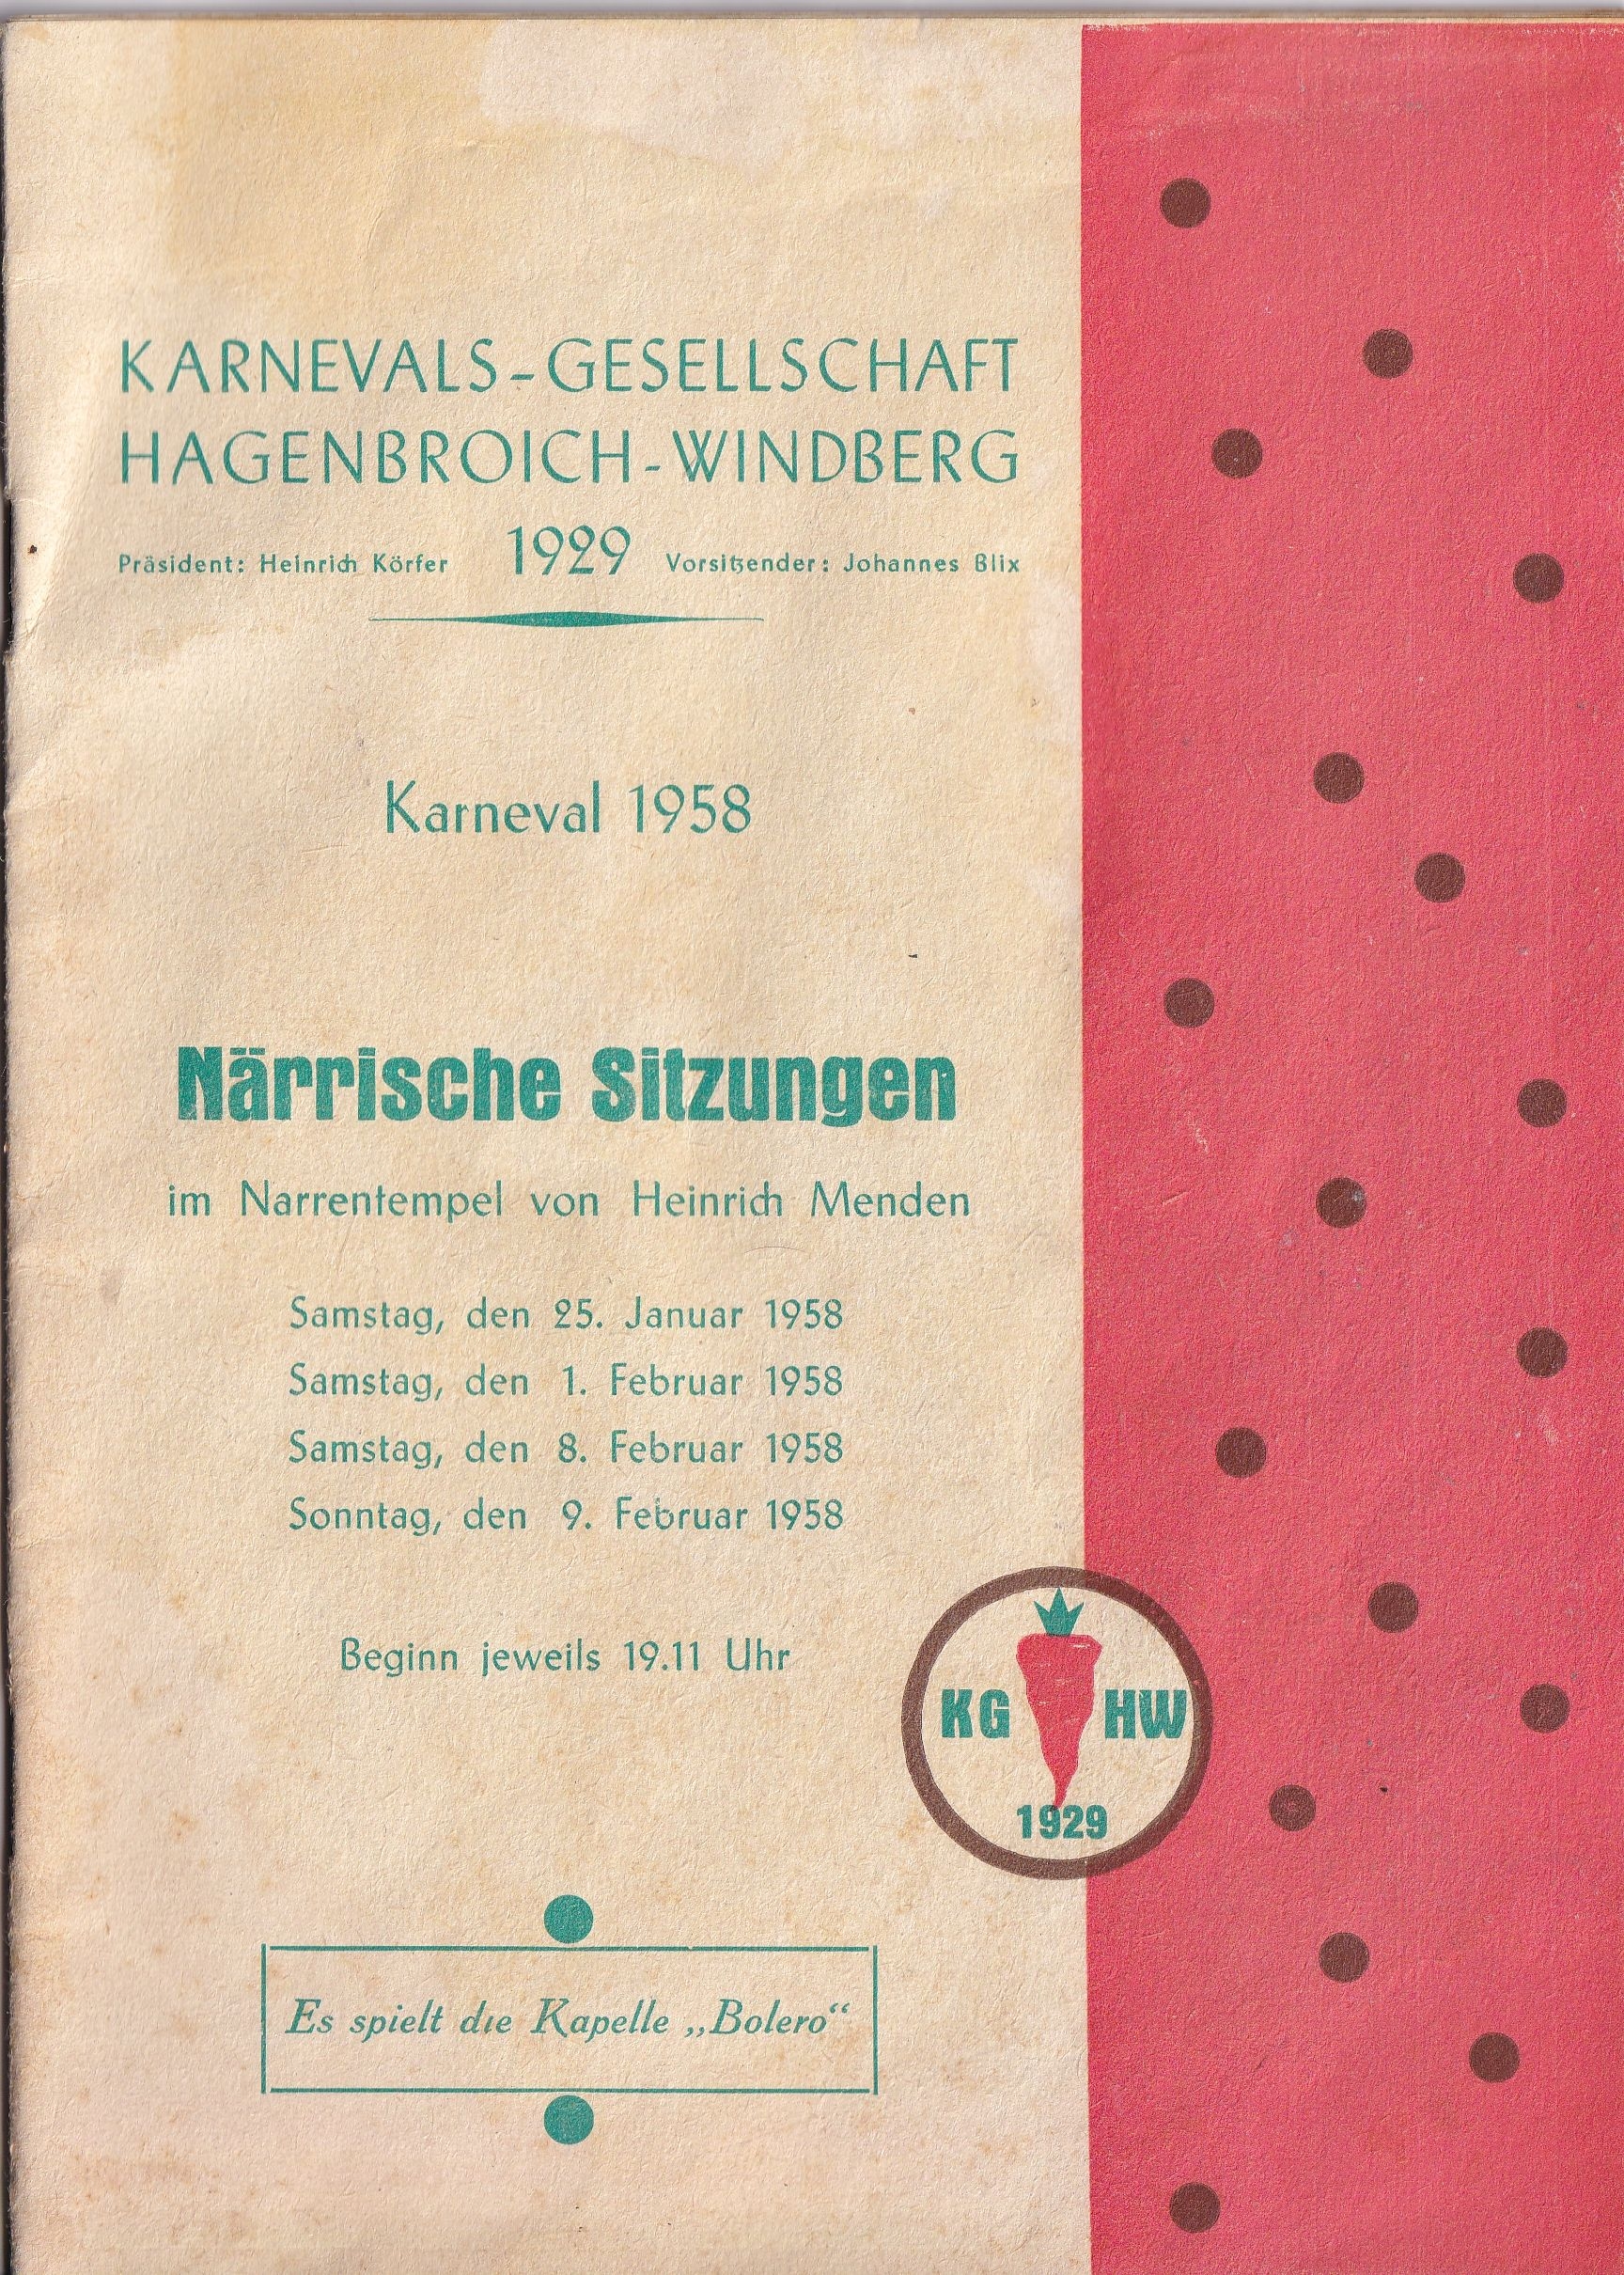 KARNEVALS-GESELLSCHAFT
HAGENBROICH-WINDBERG
Präsident: Heinrich Körfer 1929 Vorsitzender: Johannes Blix
Karneval 1958
Närrische Sitzungen
im Narrentempel von Heinrich Menden
Samstag, den 25. Januar 1958
Samstag, den 1. Februar 1958
Samstag, den 8. Februar 1958
Sonntag, den 9. Februar 1958
Beginn jeweils 19.11 Uhr
KG HW
1929
Es spielt die Kapelle „Bolero“